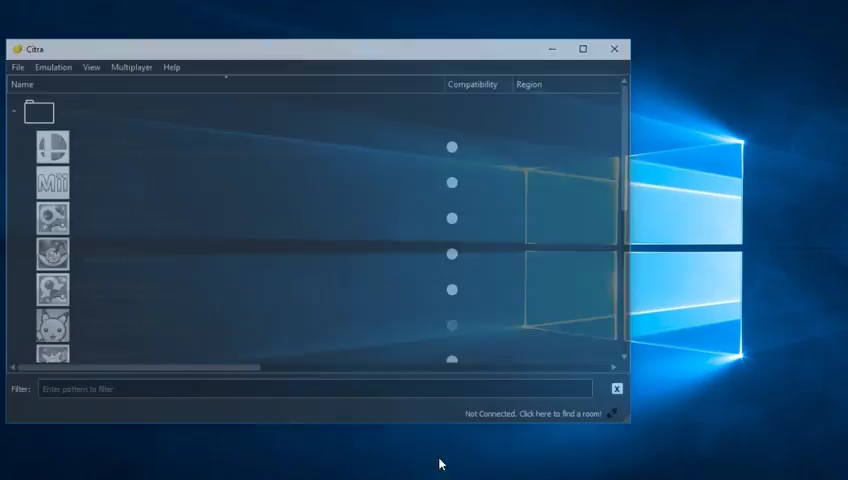 Citra
File Emulation View Multiplayer Help
Name Compatibility Region
Mii
Filter: Enter pattern to filter X
Not Connected. Click here to find a room!